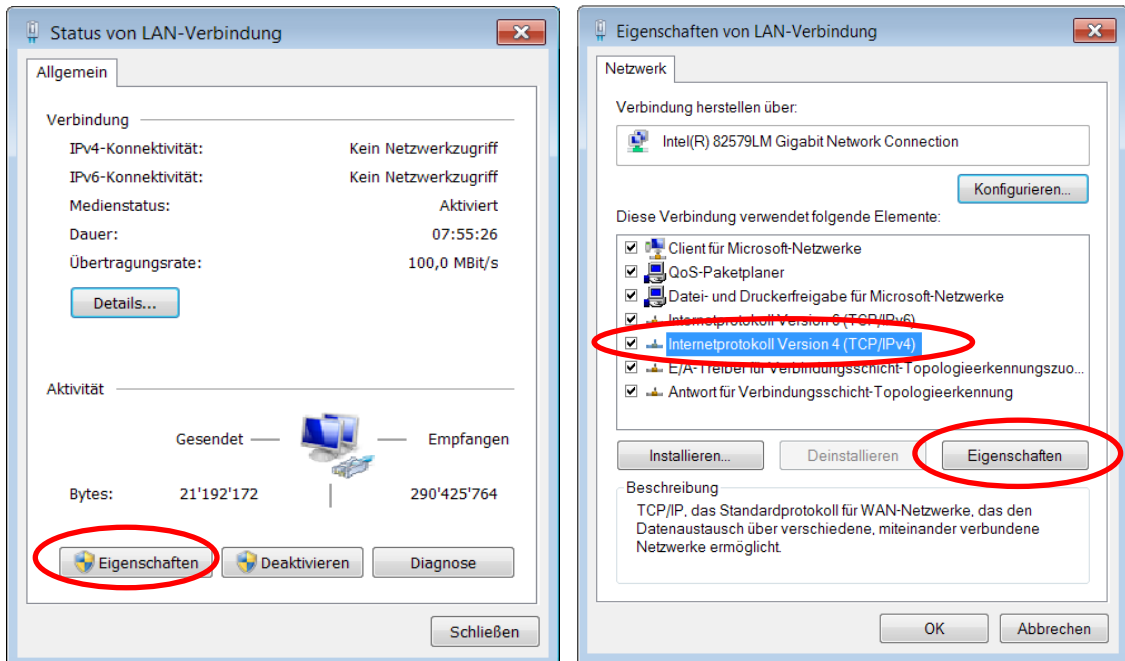 Status von LAN-Verbindung
Allgemein
Verbindung
IPv4-Konnektivität: Kein Netzwerkzugriff
IPv6-Konnektivität: Kein Netzwerkzugriff
Medienstatus: Aktiviert
Dauer: 07:55:26
Übertragungsrate: 100,0 MBit/s
Details...
Aktivität
Gesendet Empfangen
Bytes: 21'192'172 290'425'764
Eigenschaften Deaktivieren Diagnose
Schließen
Eigenschaften von LAN-Verbindung
Netzwerk
Verbindung herstellen über:
Intel(R) 82579LM Gigabit Network Connection
Konfigurieren...
Diese Verbindung verwendet folgende Elemente:
Client für Microsoft-Netzwerke
QoS-Paketplaner
Datei- und Druckerfreigabe für Microsoft-Netzwerke
Internetprotokoll Version 6 (TCP/IPv6)
Internetprotokoll Version 4 (TCP/IPv4)
E/A-Treiber für Verbindungsschicht-Topologieerkennungszuo...
Antwort für Verbindungsschicht-Topologieerkennung
Installieren... Deinstallieren Eigenschaften
Beschreibung
TCP/IP, das Standardprotokoll für WAN-Netzwerke, das den
Datenaustausch über verschiedene, miteinander verbundene
Netzwerke ermöglicht.
OK Abbrechen